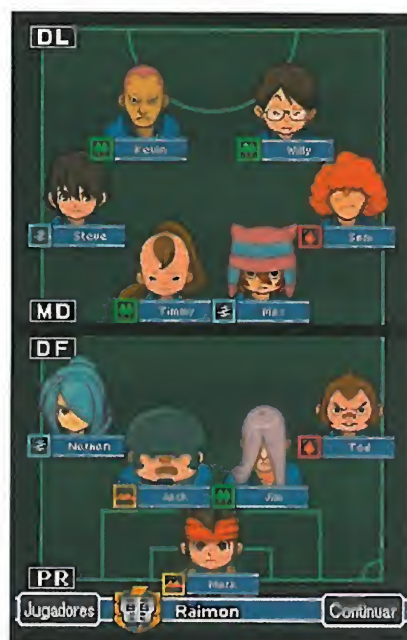 DL
Kevin Willy
Steve Sam
Timmy Max
MD
DF
Nathan Tod
Jack Jim
Mark
PR
Jugadores Raimon Continuar